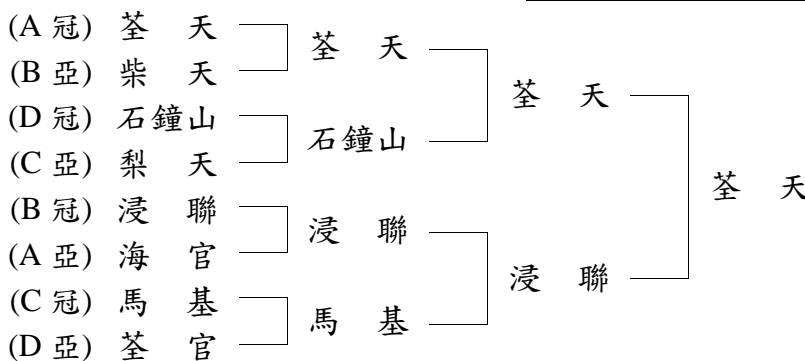 (A 冠) 荃 天
(B 亞) 柴 天
(D 冠) 石鐘山
(C 亞) 梨 天
(B 冠) 浸 聯
(A 亞) 海 官
(C 冠) 馬 基
(D 亞) 荃 官
荃 天
石鐘山
浸 聯
馬 基
荃 天
浸 聯
荃 天